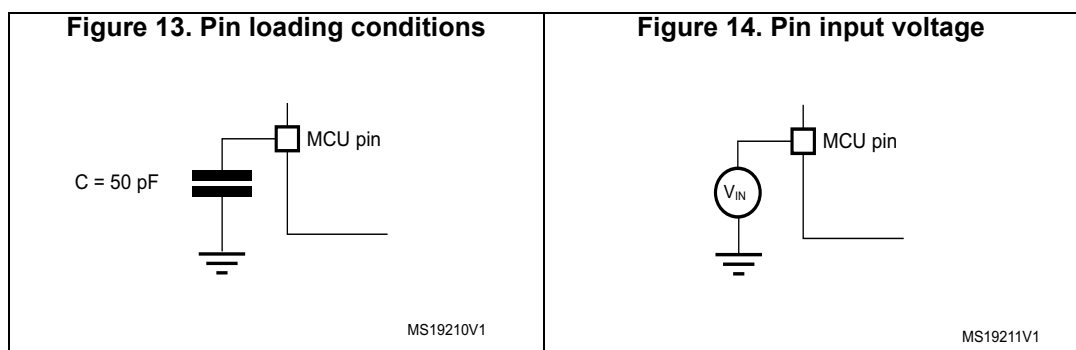 Figure 13. Pin loading conditions
MCU pin
C = 50 pF
MS19210V1
Figure 14. Pin input voltage
MCU pin
VIN
MS19211V1